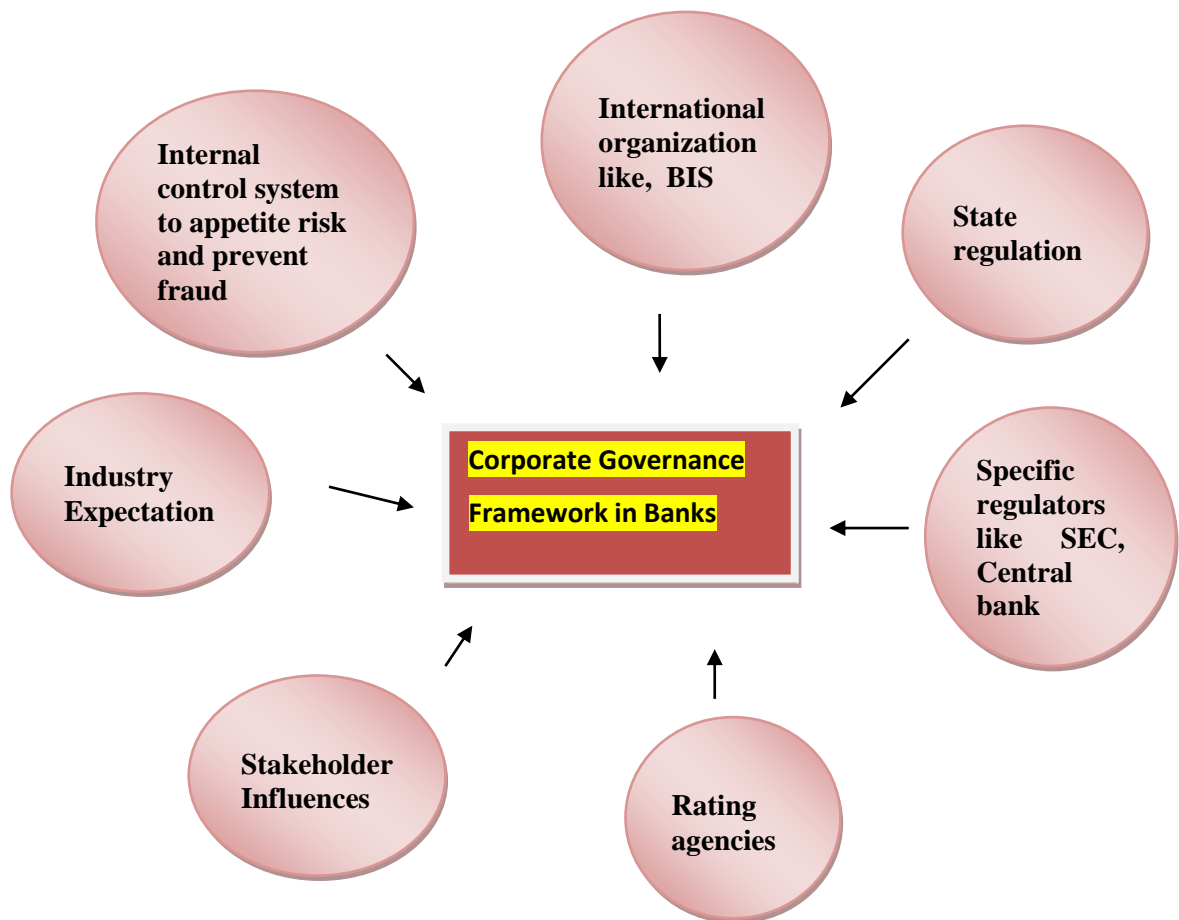 International
organization
like, BIS
Internal
control system
to appetite risk
and prevent
fraud
State
regulation
Corporate Governance
Framework in Banks
Industry
Expectation
Specific
regulators
like SEC,
Central
bank
Stakeholder
Influences
Rating
agencies